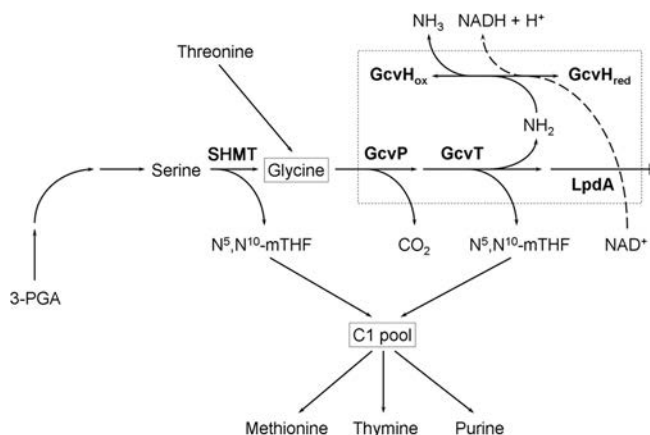 NH₃ NADH + H⁺
Threonine
GcvHox GcvHred
NH₂
SHMT GcvP GcvT
Serine Glycine
LpdA
N⁵,N¹⁰-mTHF CO₂ N⁵,N¹⁰-mTHF NAD⁺
3-PGA
C1 pool
Methionine Thymine Purine